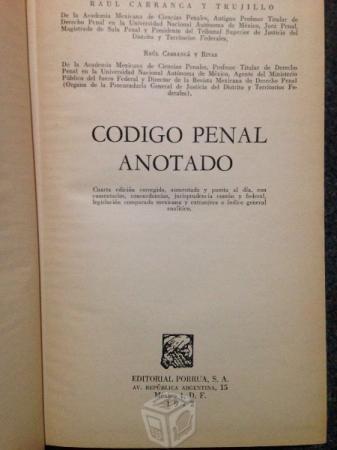 RAUL CARRANCA Y TRUJILLO
De la Academia Mexicana de Ciencias Penales, Antiguo Profesor Titular de
Derecho Penal en la Universidad Nacional Autónoma de México, Juez Penal,
Magistrado de Sala Penal y Presidente del Tribunal Superior de Justicia del
Distrito y Territorios Federales,
RAÚL CARRANCÁ Y RIVAS
De la Academia Mexicana de Ciencias Penales, Profesor Titular de Derecho
Penal en la Universidad Nacional Autónoma de México, Agente del Ministerio
Público del fuero Federal y Director de la Revista Mexicana de Derecho Penal
(Organo de la Procuraduría General de Justicia del Distrito y Territorios Fe-
derales).
CODIGO PENAL
ANOTADO
Cuarta edición corregida, aumentada y puesta al día, con
comentarios, concordancias, jurisprudencia común y federal,
legislación comparada mexicana y extranjera e índice general
analítico.
EDITORIAL PORRUA, S. A.
AV. REPÚBLICA ARGENTINA, 15
México 1, D. F.